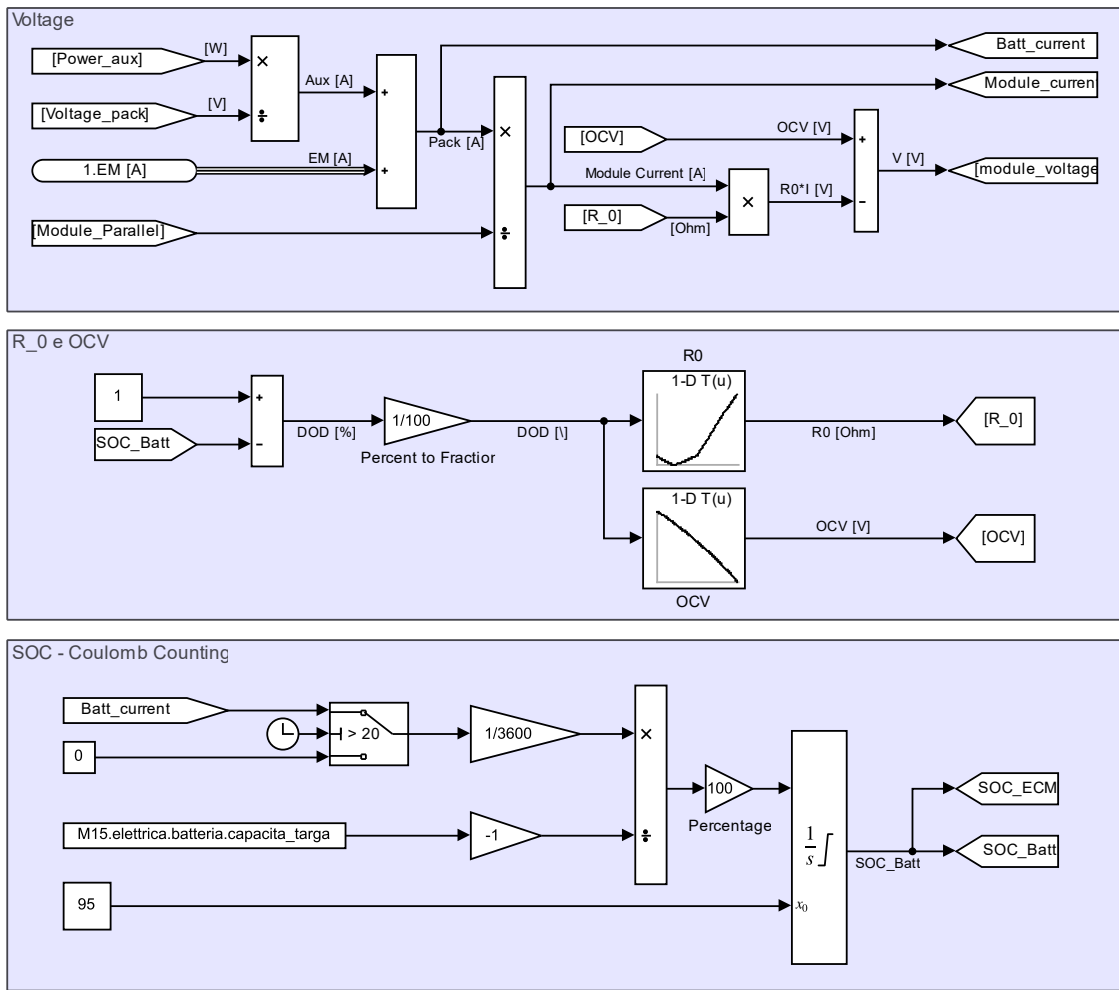 Voltage
[Power_aux]
[W]
[Voltage_pack]
[V]
×
÷
Aux [A]
1.EM [A]
EM [A]
+
+
Pack [A]
[Module_Parallel]
×
÷
Batt_current
Module_curren
[OCV]
OCV [V]
Module Current [A]
[R_0]
[Ohm]
×
R0*I [V]
+
−
V [V]
[module_voltage
R_0 e OCV
1
SOC_Batt
+
−
DOD [%]
1/100
Percent to Fraction
DOD [\]
R0
1-D T(u)
R0 [Ohm]
[R_0]
1-D T(u)
OCV
OCV [V]
[OCV]
SOC - Coulomb Counting
Batt_current
> 20
0
1/3600
M15.elettrica.batteria.capacita_targa
-1
×
÷
100
Percentage
95
1
s
x0
SOC_Batt
SOC_ECM
SOC_Batt